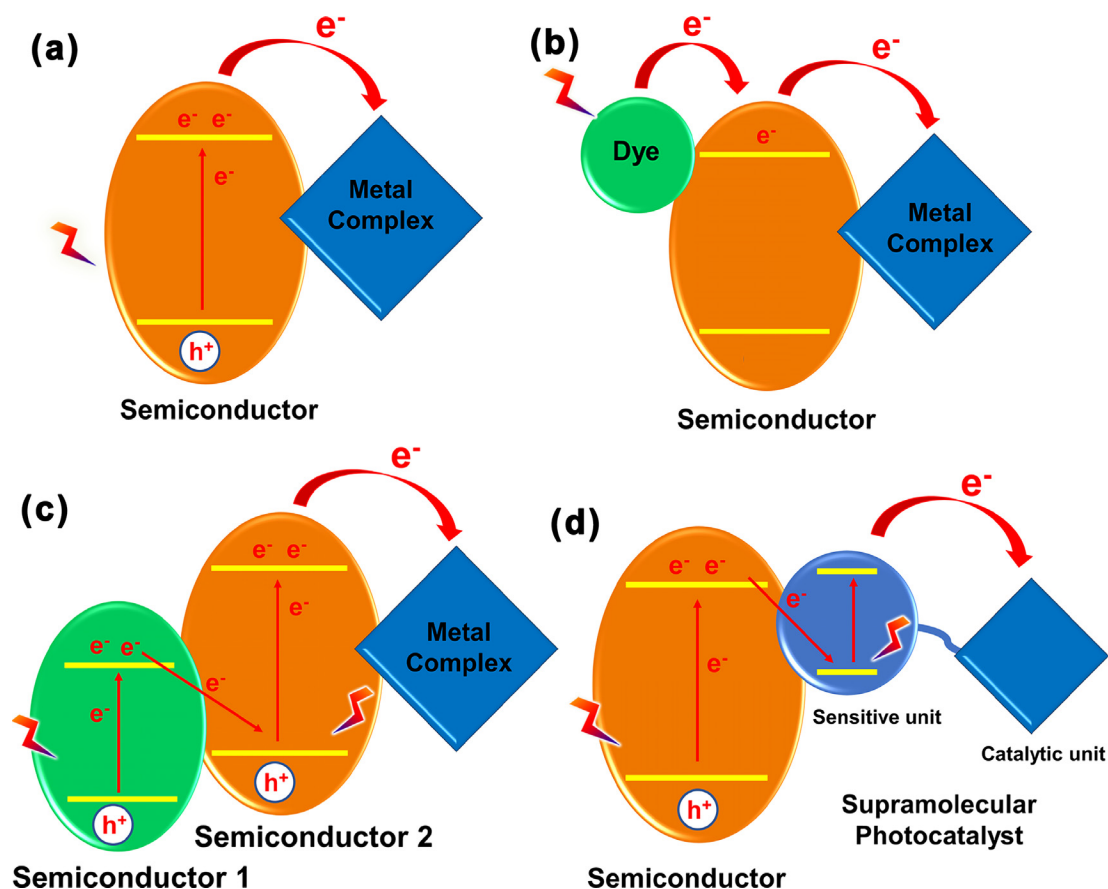 (a)
e-
e- e-
e-
Metal
Complex
h+
Semiconductor
(b)
e-
e-
Dye
e-
Metal
Complex
Semiconductor
(c)
e-
e- e-
e-
e- e-
e-
e-
Metal
Complex
h+
h+
Semiconductor 2
Semiconductor 1
(d)
e-
e- e-
e-
e-
h+
Sensitive unit
Catalytic unit
Supramolecular
Photocatalyst
Semiconductor